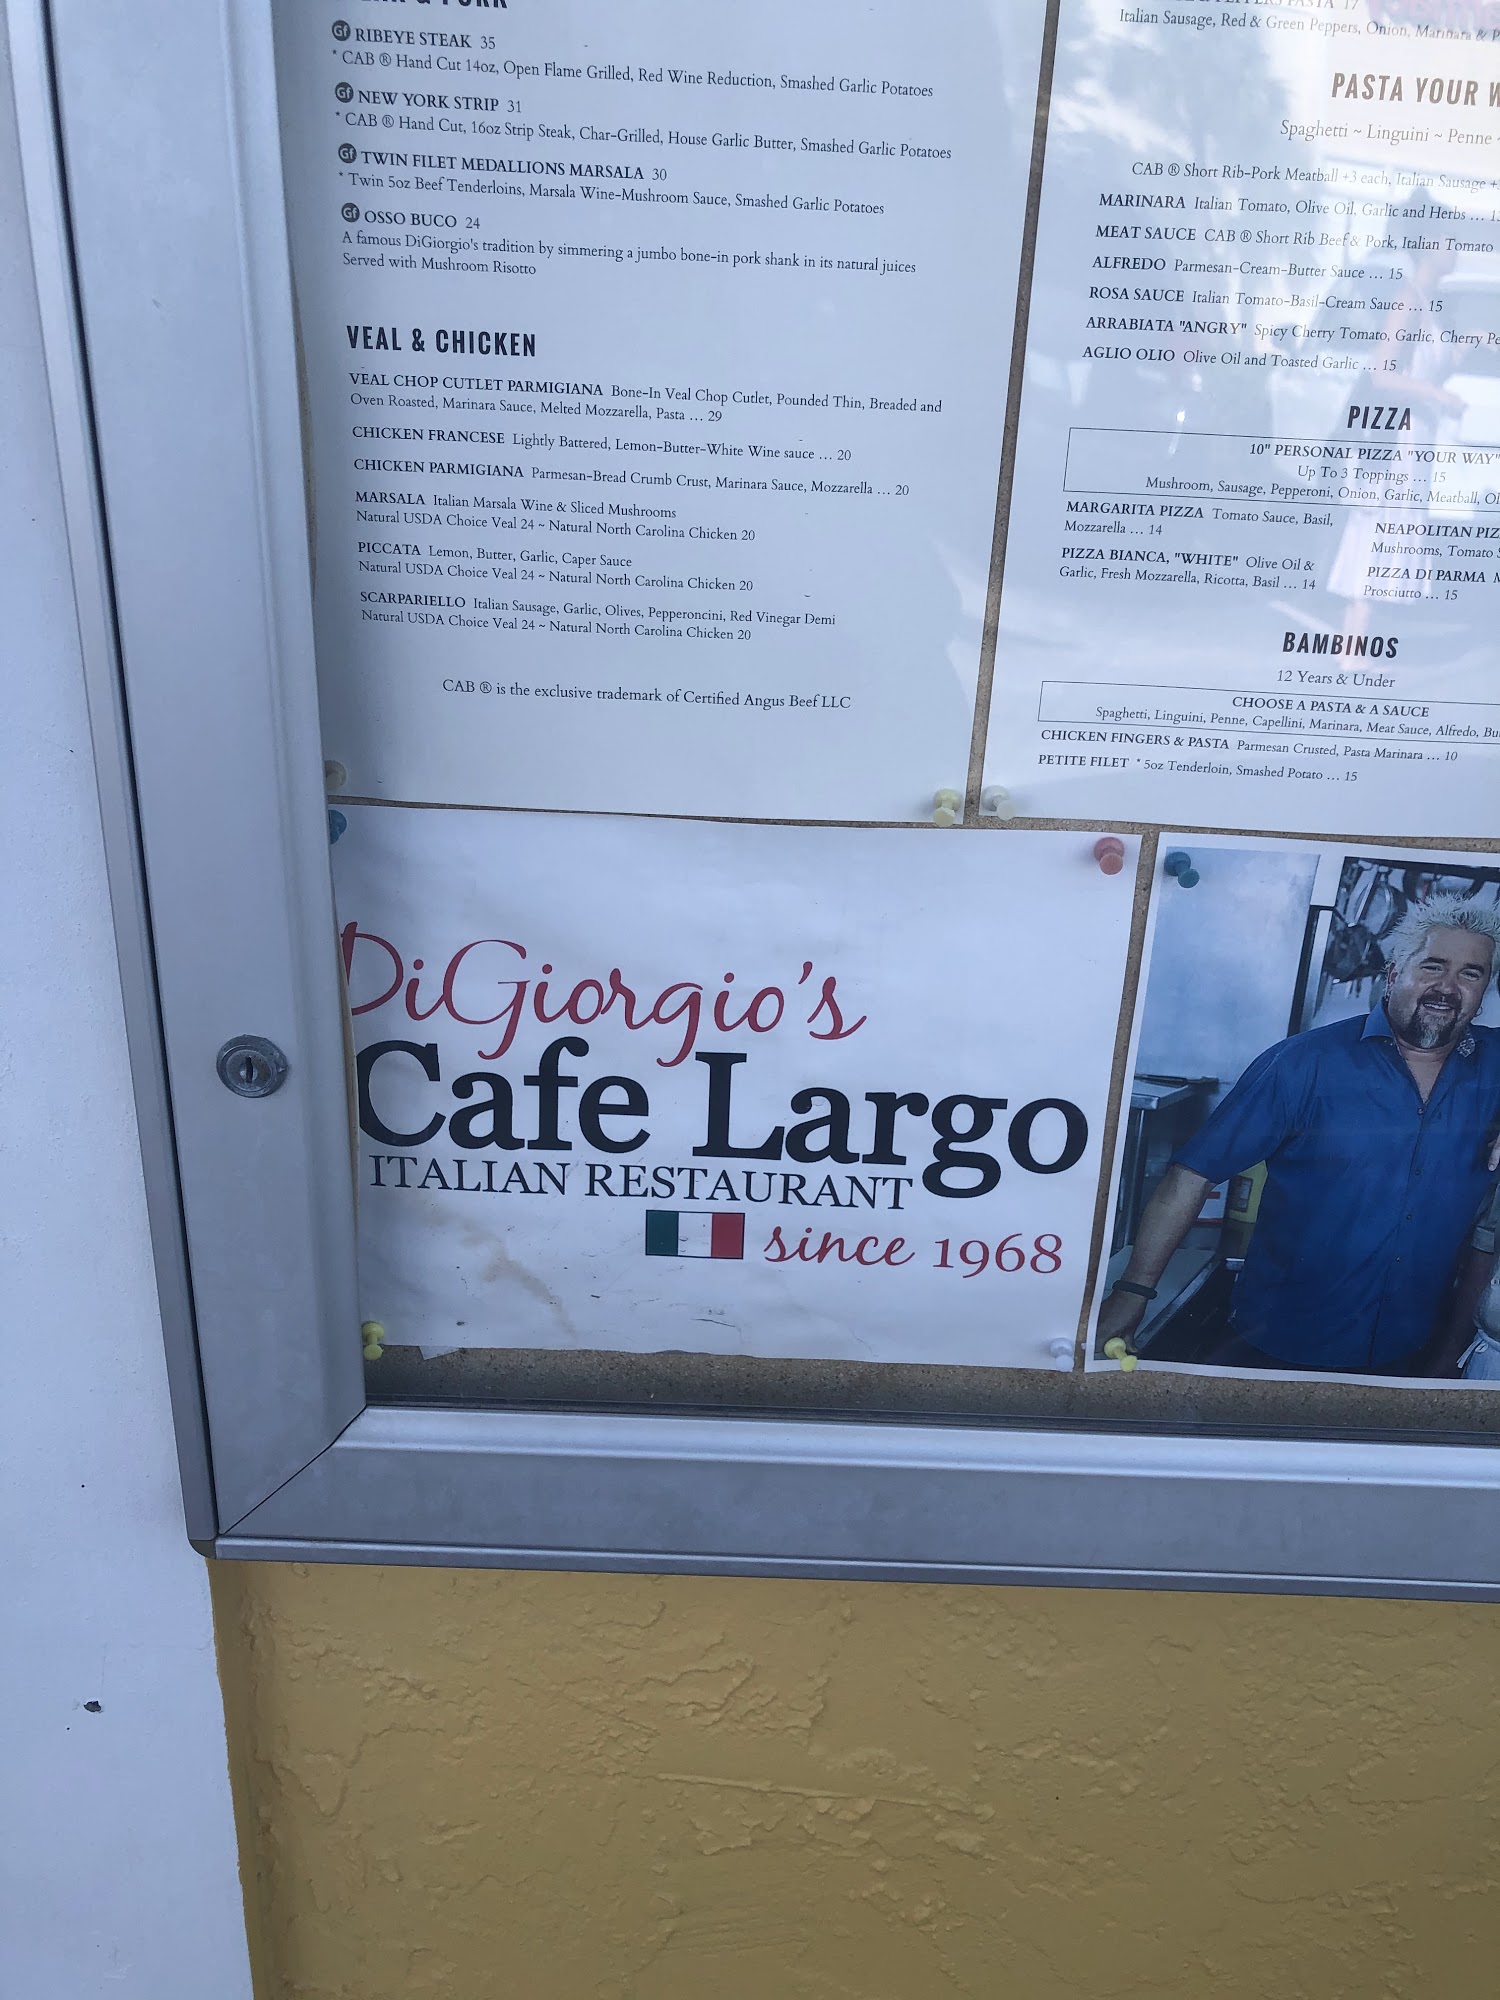 & PORK
Gf RIBEYE STEAK 35
* CAB ® Hand Cut 14oz, Open Flame Grilled, Red Wine Reduction, Smashed Garlic Potatoes
Gf NEW YORK STRIP 31
* CAB ® Hand Cut, 16oz Strip Steak, Char-Grilled, House Garlic Butter, Smashed Garlic Potatoes
Gf TWIN FILET MEDALLIONS MARSALA 30
* Twin 5oz Beef Tenderloins, Marsala Wine-Mushroom Sauce, Smashed Garlic Potatoes
Gf OSSO BUCO 24
A famous DiGiorgio's tradition by simmering a jumbo bone-in pork shank in its natural juices
Served with Mushroom Risotto
VEAL & CHICKEN
VEAL CHOP CUTLET PARMIGIANA Bone-In Veal Chop Cutlet, Pounded Thin, Breaded and
Oven Roasted, Marinara Sauce, Melted Mozzarella, Pasta ... 29
CHICKEN FRANCESE Lightly Battered, Lemon-Butter-White Wine sauce ... 20
CHICKEN PARMIGIANA Parmesan-Bread Crumb Crust, Marinara Sauce, Mozzarella ... 20
MARSALA Italian Marsala Wine & Sliced Mushrooms
Natural USDA Choice Veal 24 ~ Natural North Carolina Chicken 20
PICCATA Lemon, Butter, Garlic, Caper Sauce
Natural USDA Choice Veal 24 ~ Natural North Carolina Chicken 20
SCARPARIELLO Italian Sausage, Garlic, Olives, Pepperoncini, Red Vinegar Demi
Natural USDA Choice Veal 24 ~ Natural North Carolina Chicken 20
CAB ® is the exclusive trademark of Certified Angus Beef LLC
PASTA 17
Italian Sausage, Red & Green Peppers, Onion, Marinara &
PASTA YOUR
Spaghetti ~ Linguini ~ Penne
CAB ® Short Rib-Pork Meatball +3 each, Italian Sausage
MARINARA Italian Tomato, Olive Oil, Garlic and Herbs ...
MEAT SAUCE CAB ® Short Rib Beef & Pork, Italian Tomato
ALFREDO Parmesan-Cream-Butter Sauce ... 15
ROSA SAUCE Italian Tomato-Basil-Cream Sauce ... 15
ARRABIATA "ANGRY" Spicy Cherry Tomato, Garlic, Cherry
AGLIO OLIO Olive Oil and Toasted Garlic ... 15
PIZZA
10" PERSONAL PIZZA "YOUR WAY"
Up To 3 Toppings ... 15
Mushroom, Sausage, Pepperoni, Onion, Garlic, Meatball,
MARGARITA PIZZA Tomato Sauce, Basil,
Mozzarella ... 14
PIZZA BIANCA, "WHITE" Olive Oil &
Garlic, Fresh Mozzarella, Ricotta, Basil ... 14
NEAPOLITAN PIZ
Mushrooms, Tomato
PIZZA DI PARMA
Prosciutto ... 15
BAMBINOS
12 Years & Under
CHOOSE A PASTA & A SAUCE
Spaghetti, Linguini, Penne, Capellini, Marinara, Meat Sauce, Alfredo,
CHICKEN FINGERS & PASTA Parmesan Crusted, Pasta Marinara ... 10
PETITE FILET * 5oz Tenderloin, Smashed Potato ... 15
DiGiorgio's
Cafe Largo
ITALIAN RESTAURANT
since 1968